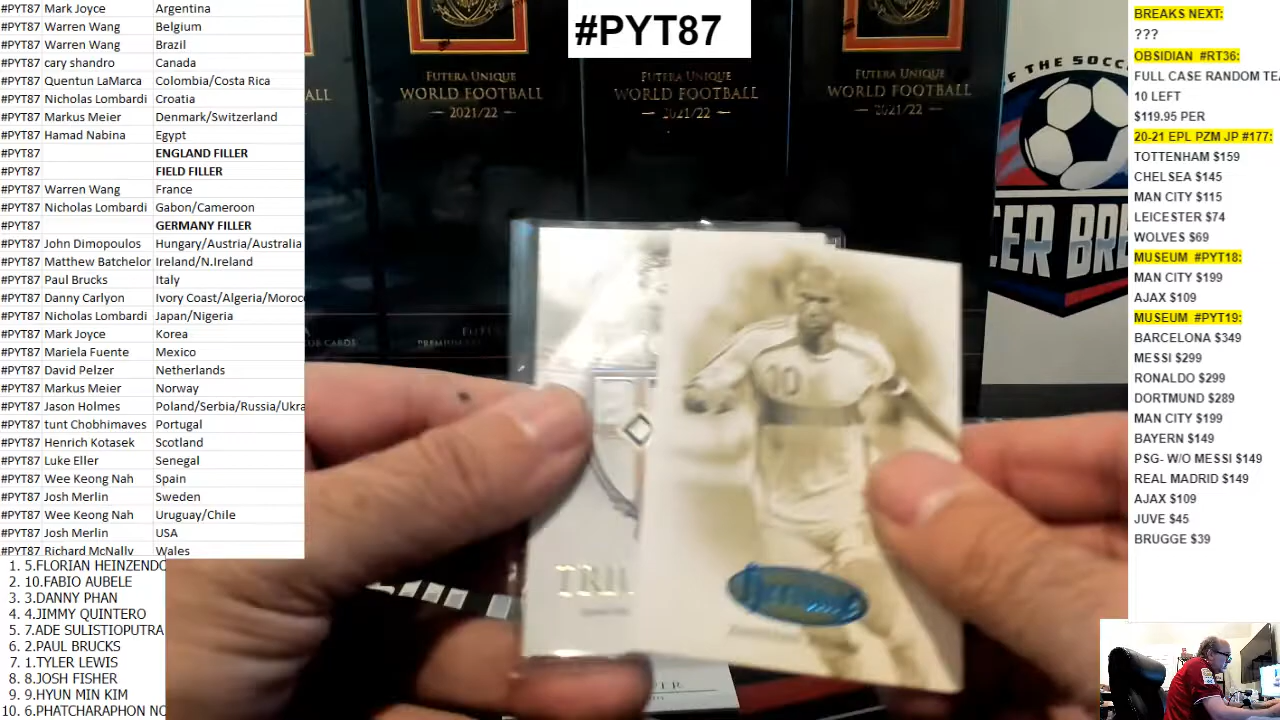 #PYT87 Mark Joyce Argentina
#PYT87 Warren Wang Belgium
#PYT87 Warren Wang Brazil
#PYT87 cary shandro Canada
#PYT87 Quentun LaMarca Colombia/Costa Rica
#PYT87 Nicholas Lombardi Croatia
#PYT87 Markus Meier Denmark/Switzerland
#PYT87 Hamad Nabina Egypt
#PYT87 ENGLAND FILLER
#PYT87 FIELD FILLER
#PYT87 Warren Wang France
#PYT87 Nicholas Lombardi Gabon/Cameroon
#PYT87 GERMANY FILLER
#PYT87 John Dimopoulos Hungary/Austria/Australia
#PYT87 Matthew Batchelor Ireland/N.Ireland
#PYT87 Paul Brucks Italy
#PYT87 Danny Carlyon Ivory Coast/Algeria/Moroc
#PYT87 Nicholas Lombardi Japan/Nigeria
#PYT87 Mark Joyce Korea
#PYT87 Mariela Fuente Mexico
#PYT87 David Pelzer Netherlands
#PYT87 Markus Meier Norway
#PYT87 Jason Holmes Poland/Serbia/Russia/Ukra
#PYT87 tunt Chobhimaves Portugal
#PYT87 Henrich Kotasek Scotland
#PYT87 Luke Eller Senegal
#PYT87 Wee Keong Nah Spain
#PYT87 Josh Merlin Sweden
#PYT87 Wee Keong Nah Uruguay/Chile
#PYT87 Josh Merlin USA
#PYT87 Richard McNally Wales
1. 5.FLORIAN HEINZENDO
2. 10.FABIO AUBELE
3. 3.DANNY PHAN
4. 4.JIMMY QUINTERO
5. 7.ADE SULISTIOPUTRA
6. 2.PAUL BRUCKS
7. 1.TYLER LEWIS
8. 8.JOSH FISHER
9. 9.HYUN MIN KIM
10. 6.PHATCHARAPHON NO
#PYT87
FUTERA UNIQUE
WORLD FOOTBALL
2021/22
FUTERA UNIQUE
WORLD FOOTBALL
2021/22
FUTERA UNIQUE
WORLD FOOTBALL
2021/22
F THE SOCC
ER BRE
10
TRI
BREAKS NEXT:
???
OBSIDIAN #RT36:
FULL CASE RANDOM TEA
10 LEFT
$119.95 PER
20-21 EPL PZM JP #177:
TOTTENHAM $159
CHELSEA $145
MAN CITY $115
LEICESTER $74
WOLVES $69
MUSEUM #PYT18:
MAN CITY $199
AJAX $109
MUSEUM #PYT19:
BARCELONA $349
MESSI $299
RONALDO $299
DORTMUND $289
MAN CITY $199
BAYERN $149
PSG- W/O MESSI $149
REAL MADRID $149
AJAX $109
JUVE $45
BRUGGE $39